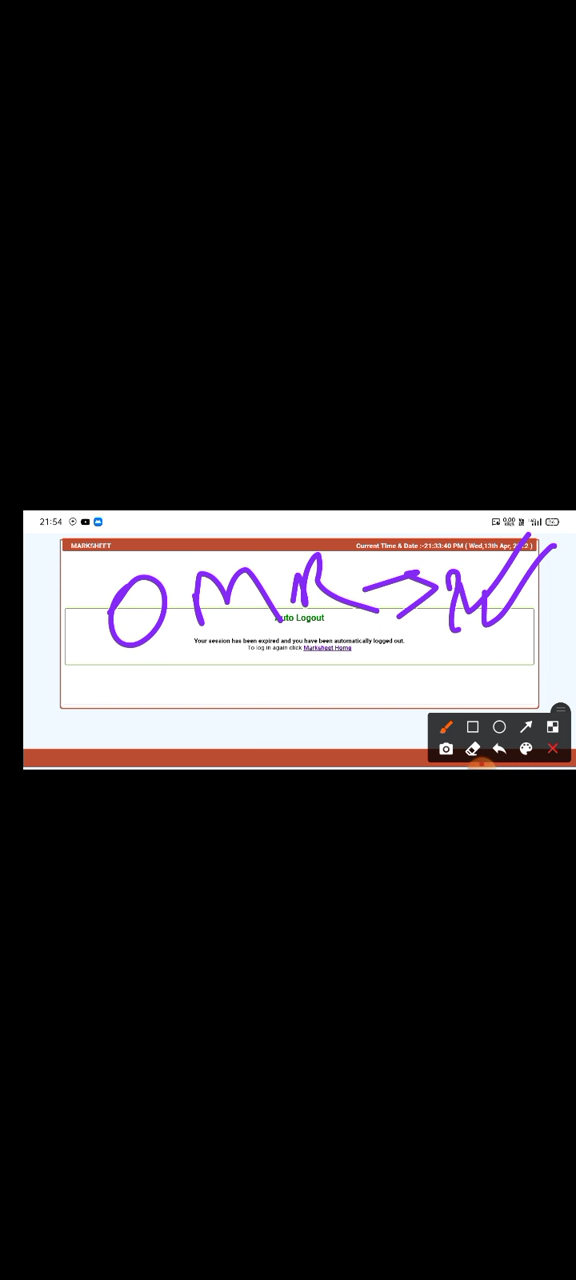 21:54
MARKSHEET Current Time & Date :-21:33:40 PM ( Wed,13th Apr, )
OMR →
Auto Logout
Your session has been expired and you have been automatically logged out.
To log in again click Marksheet Home